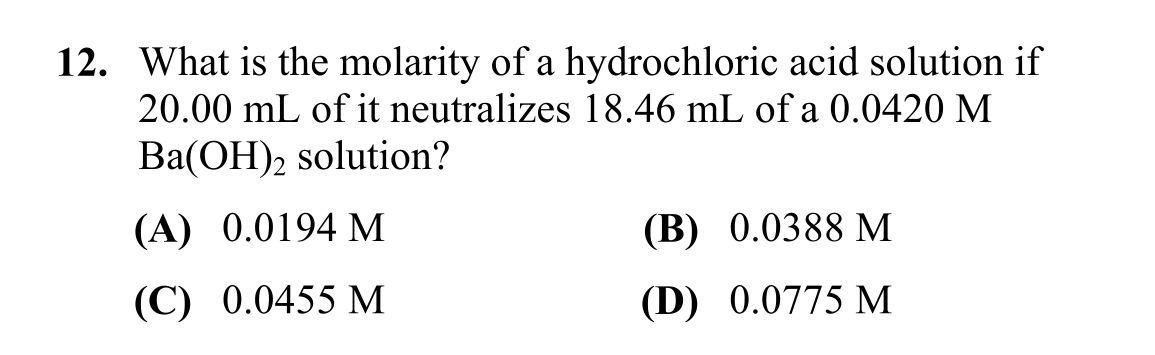 12. What is the molarity of a hydrochloric acid solution if
20.00 mL of it neutralizes 18.46 mL of a 0.0420 M
Ba(OH)₂ solution?
(A) 0.0194 M (B) 0.0388 M
(C) 0.0455 M (D) 0.0775 M